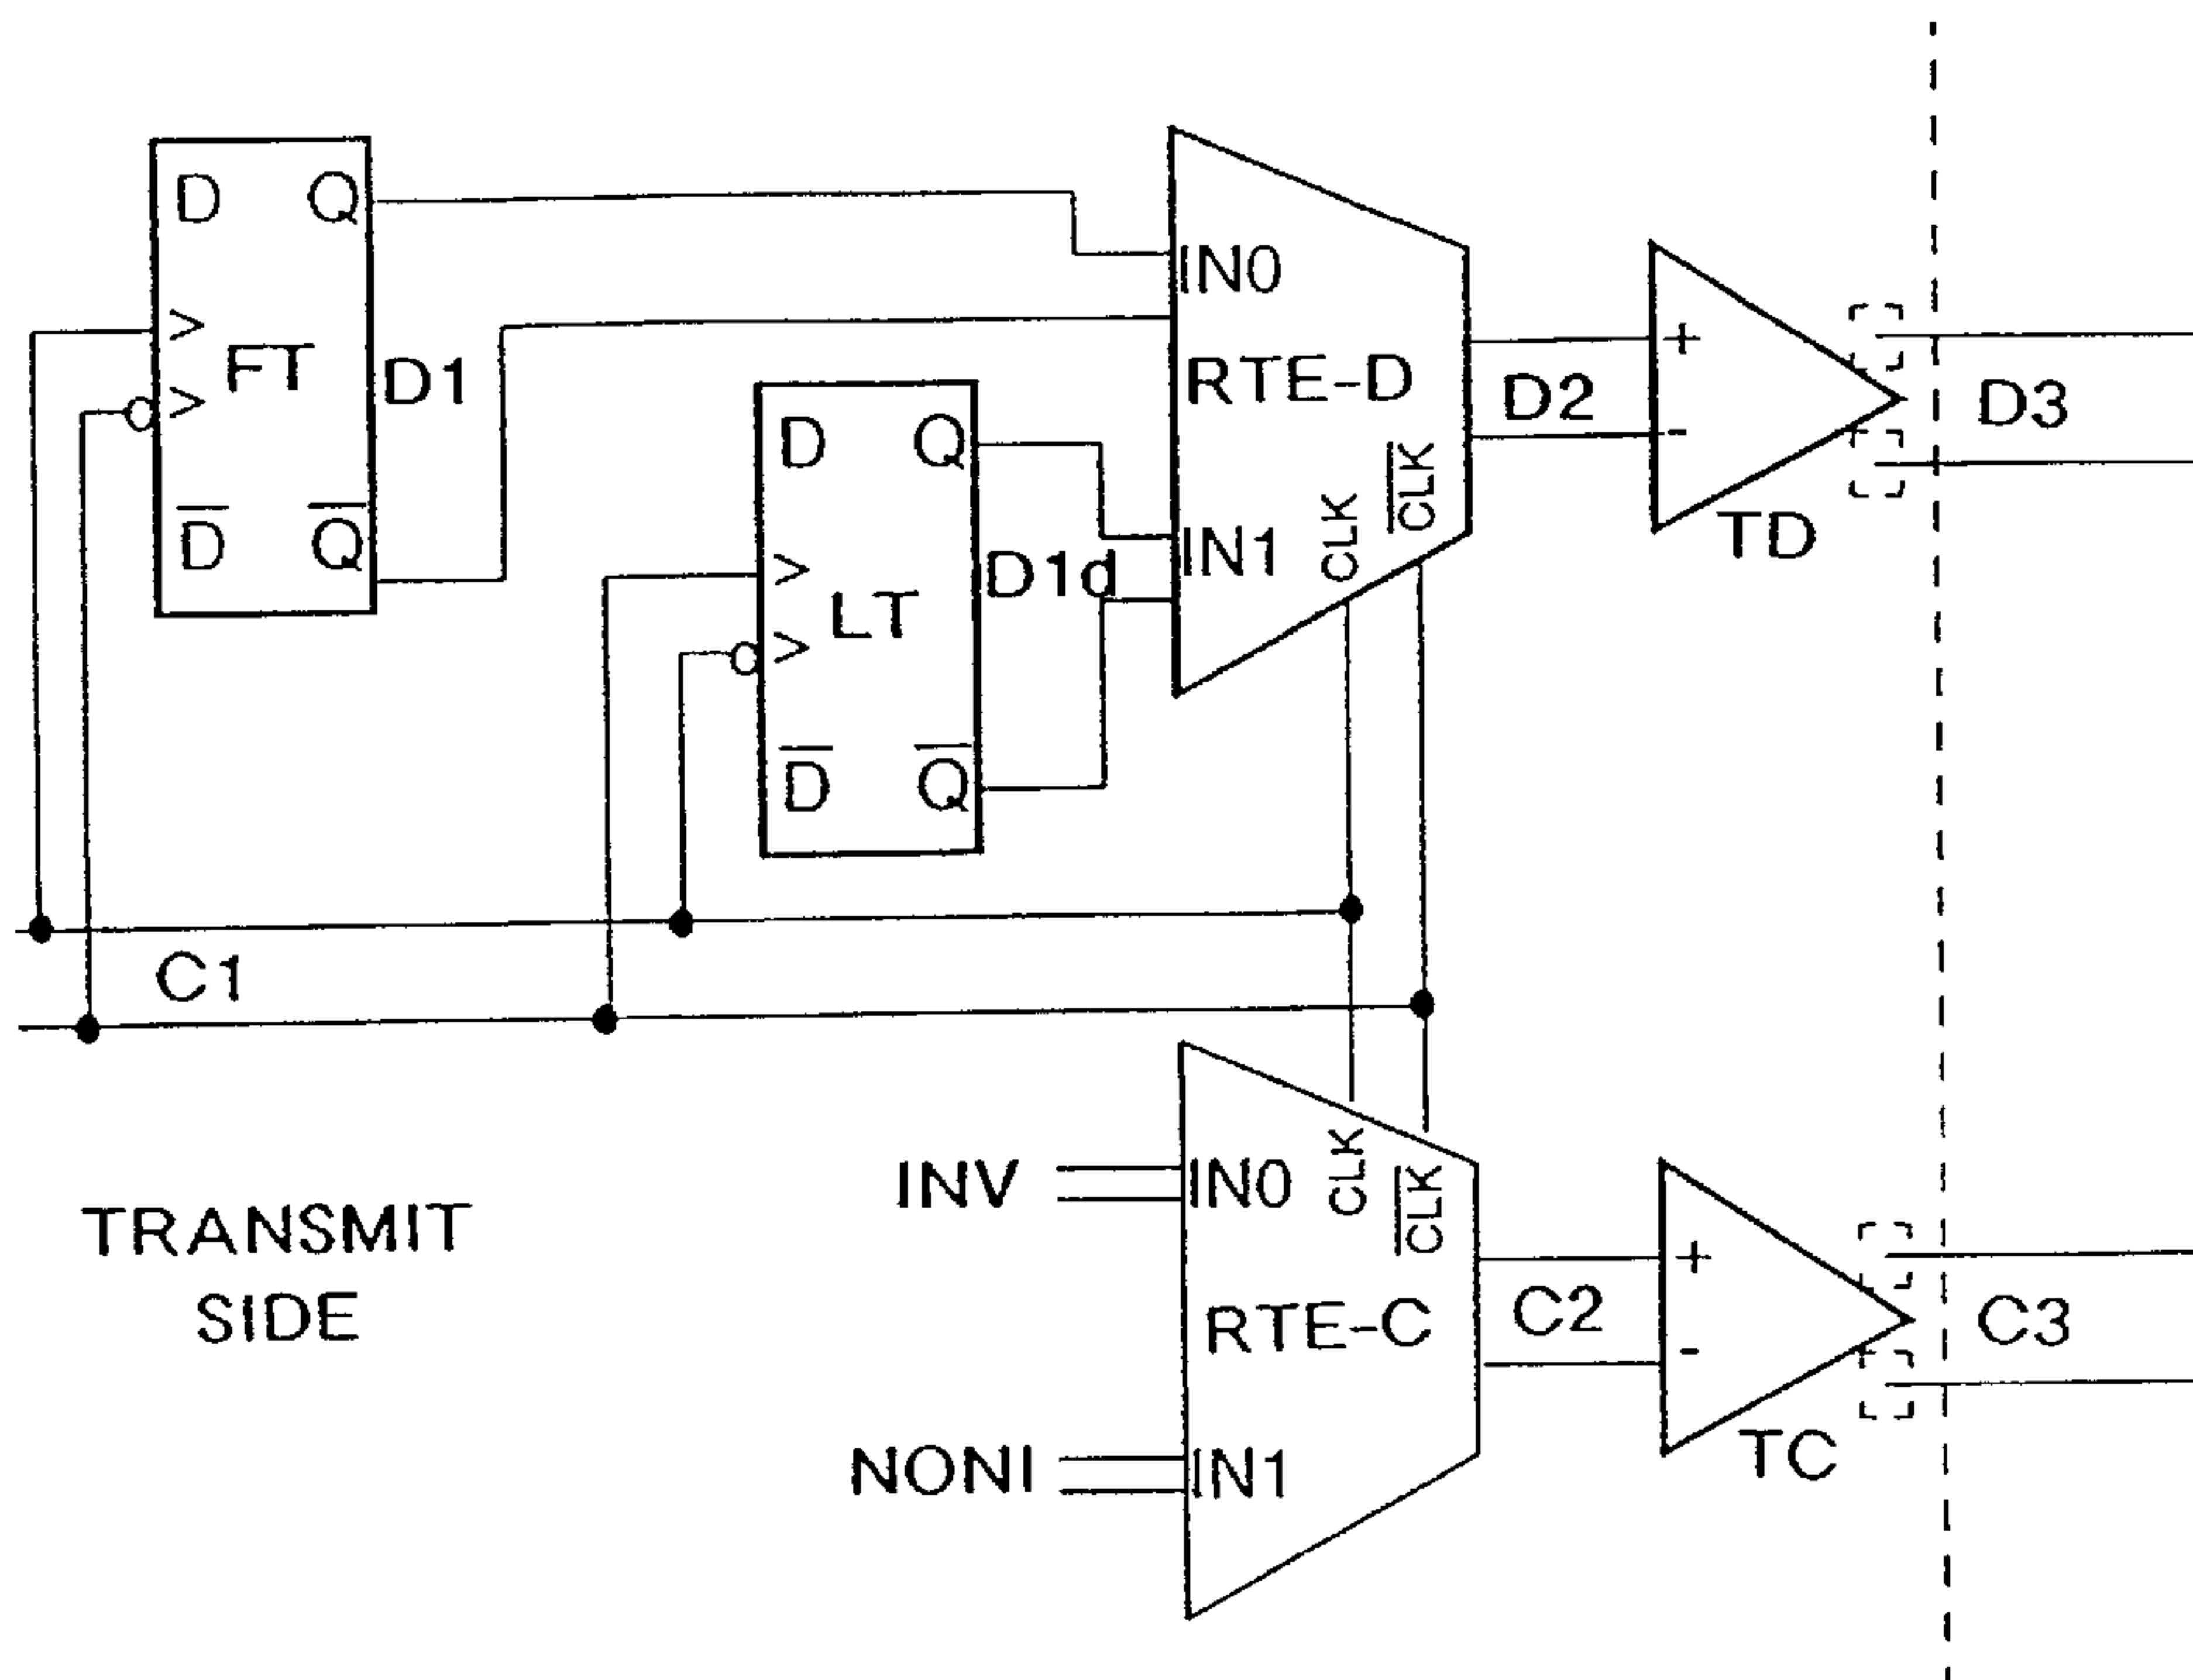 D Q
FT
D1
D̅ Q̅
D Q
LT
D1d
D̅ Q̅
IN0
RTE-D
IN1
CLK
C̅L̅K̅
D2
+
-
TD
D3
C1
TRANSMIT
SIDE
INV
IN0
CLK
C̅L̅K̅
RTE-C
NONI
IN1
C2
+
-
TC
C3